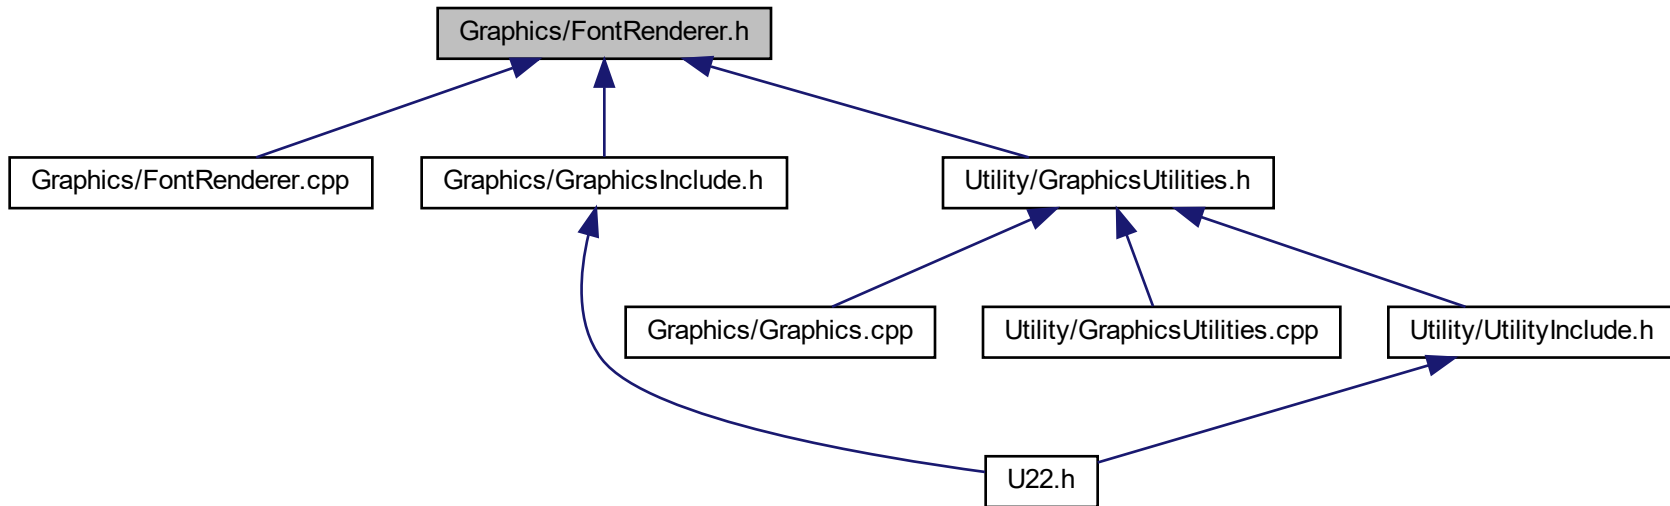 Graphics/FontRenderer.h
Graphics/FontRenderer.cpp
Graphics/GraphicsInclude.h
Utility/GraphicsUtilities.h
Graphics/Graphics.cpp
Utility/GraphicsUtilities.cpp
Utility/UtilityInclude.h
U22.h